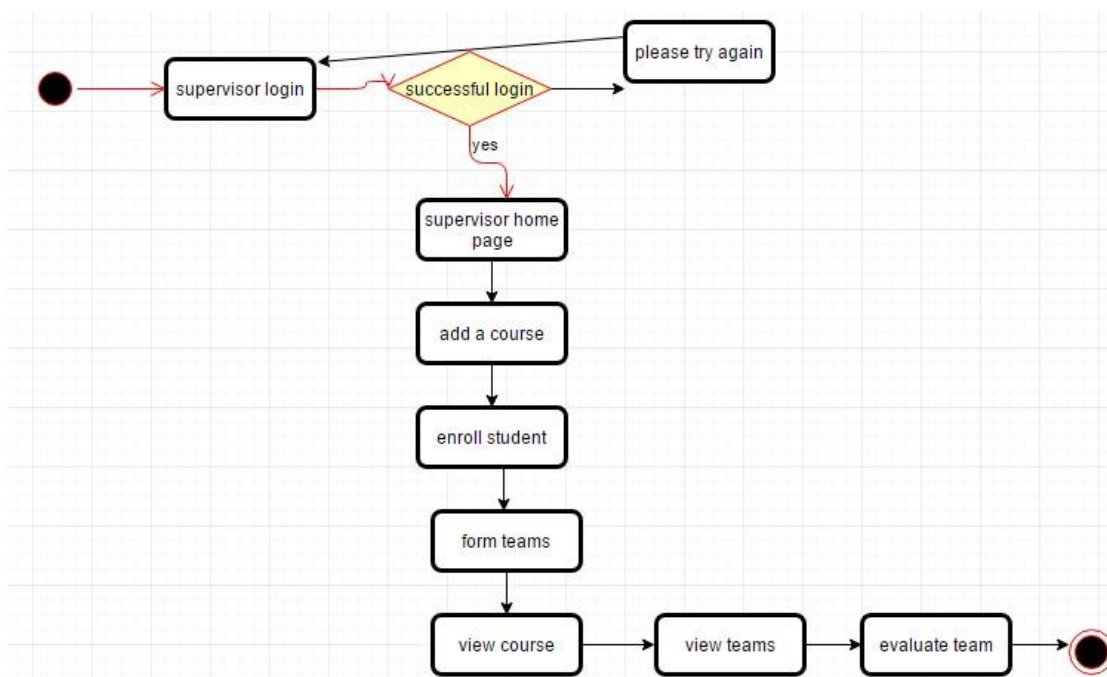 please try again
supervisor login
successful login
yes
supervisor home
page
add a course
enroll student
form teams
view course
view teams
evaluate team